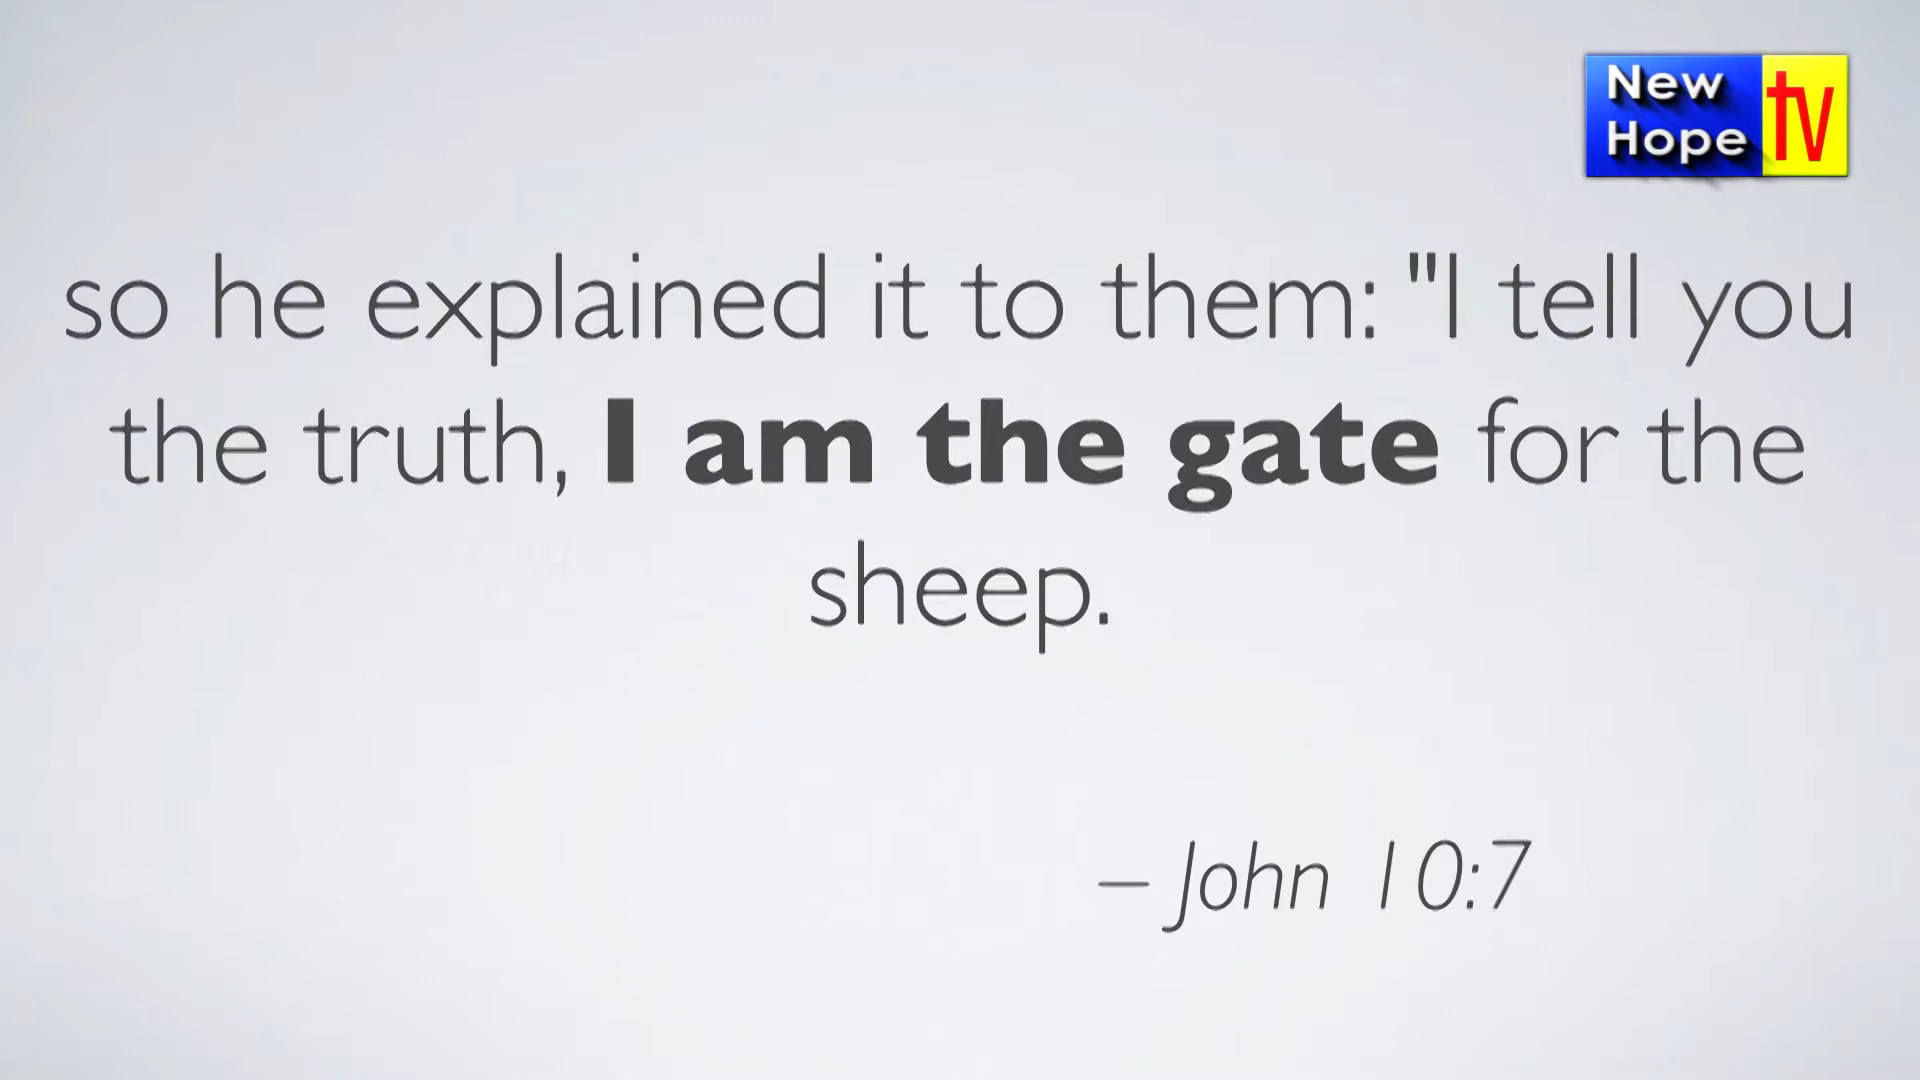 New
Hope
tv
so he explained it to them: "I tell you
the truth, I am the gate for the
sheep.
– John 10:7